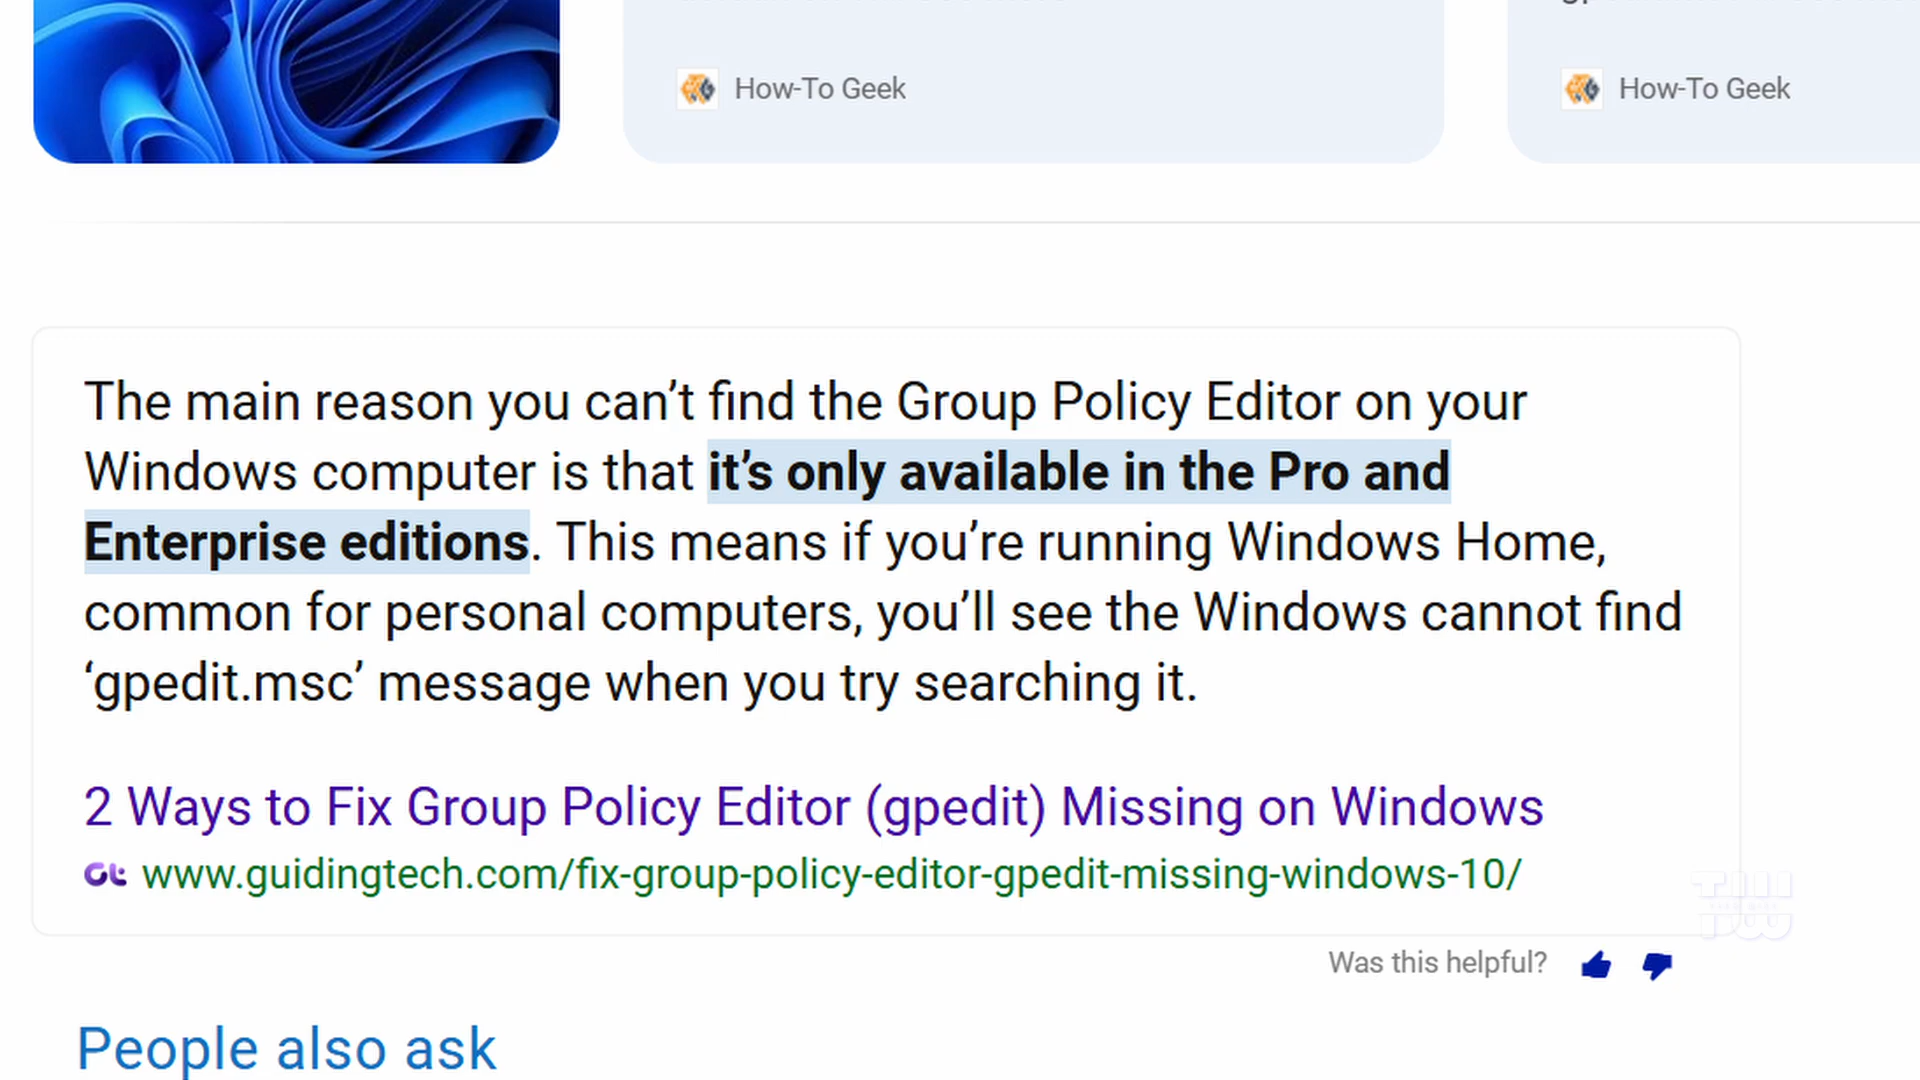 How-To Geek
How-To Geek
The main reason you can’t find the Group Policy Editor on your
Windows computer is that it’s only available in the Pro and
Enterprise editions. This means if you’re running Windows Home,
common for personal computers, you’ll see the Windows cannot find
‘gpedit.msc’ message when you try searching it.
2 Ways to Fix Group Policy Editor (gpedit) Missing on Windows
www.guidingtech.com/fix-group-policy-editor-gpedit-missing-windows-10/
Was this helpful?
People also ask